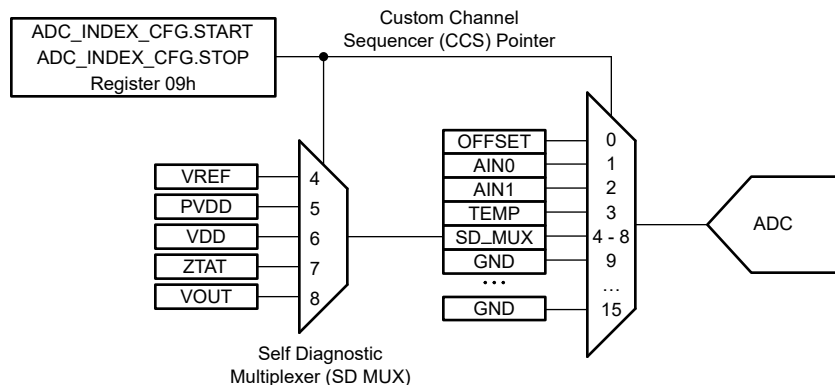 ADC_INDEX_CFG.START
ADC_INDEX_CFG.STOP
Register 09h
Custom Channel
Sequencer (CCS) Pointer
VREF
PVDD
VDD
ZTAT
VOUT
4
5
6
7
8
Self Diagnostic
Multiplexer (SD MUX)
OFFSET
AIN0
AIN1
TEMP
SD_MUX
GND
...
GND
0
1
2
3
4 - 8
9
...
15
ADC